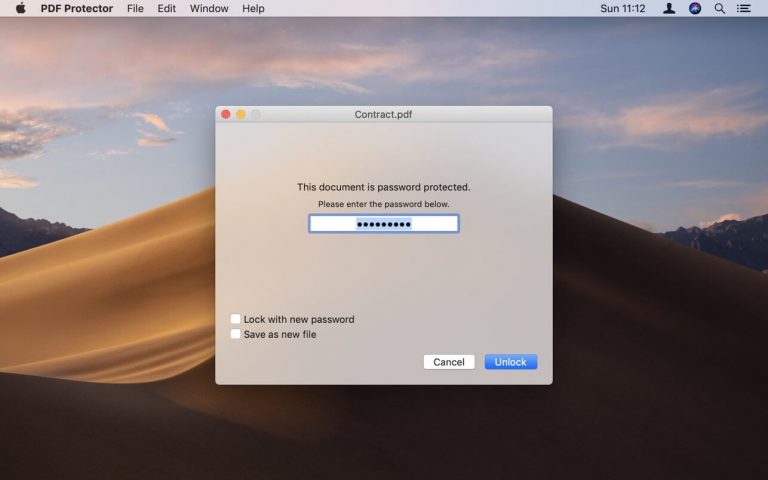 PDF Protector File Edit Window Help Sun 11:12
Contract.pdf
This document is password protected.
Please enter the password below.
•••••••••
Lock with new password
Save as new file
Cancel Unlock